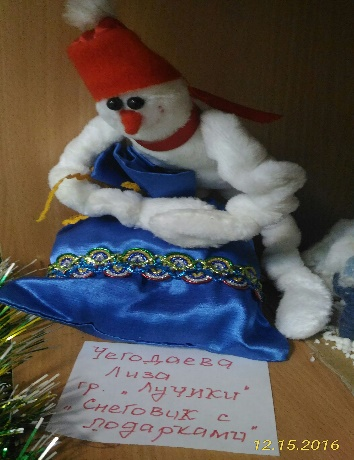 Чегодаева
Лиза
гр. „Лучики"
„Снеговик с
подарками"
12.15.2016